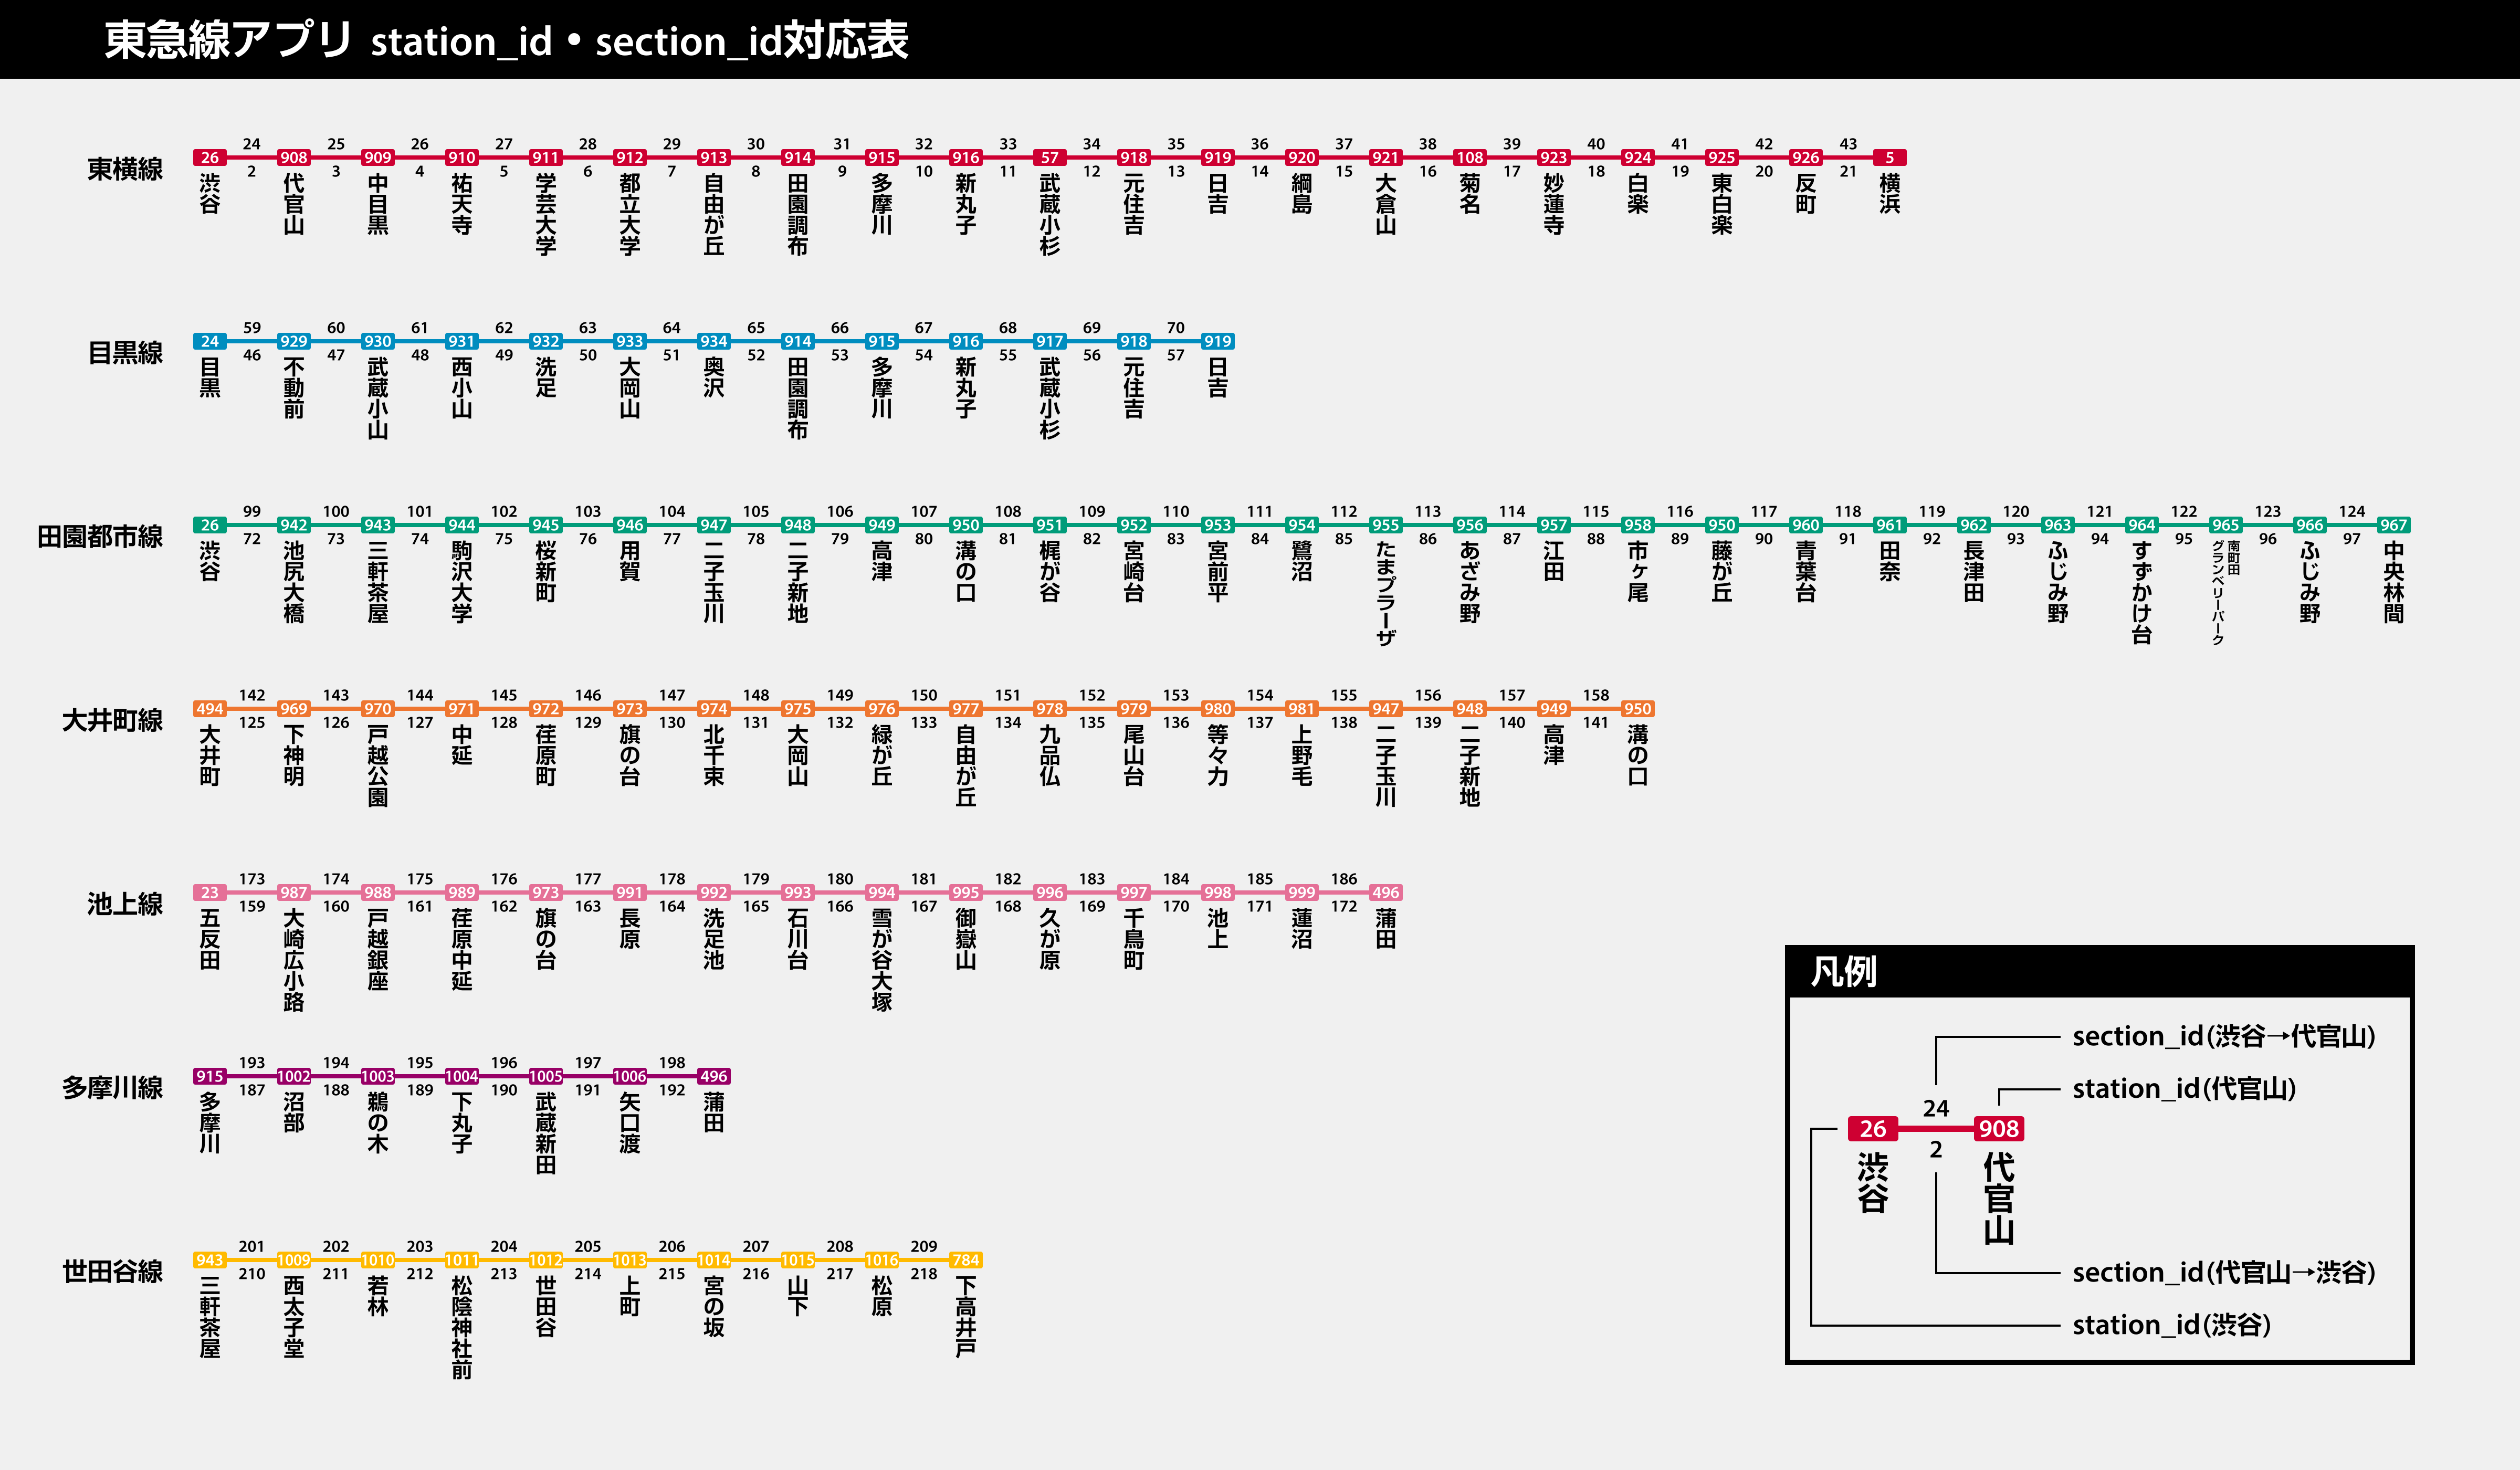 東急線アプリ station_id・section_id対応表
東横線
24 25 26 27 28 29 30 31 32 33 34 35 36 37 38 39 40 41 42 43
26 908 909 910 911 912 913 914 915 916 57 918 919 920 921 108 923 924 925 926 5
2 3 4 5 6 7 8 9 10 11 12 13 14 15 16 17 18 19 20 21
渋谷 代官山 中目黒 祐天寺 学芸大学 都立大学 自由が丘 田園調布 多摩川 新丸子 武蔵小杉 元住吉 日吉 綱島 大倉山 菊名 妙蓮寺 白楽 東白楽 反町 横浜
目黒線
59 60 61 62 63 64 65 66 67 68 69 70
24 929 930 931 932 933 934 914 915 916 917 918 919
46 47 48 49 50 51 52 53 54 55 56 57
目黒 不動前 武蔵小山 西小山 洗足 大岡山 奥沢 田園調布 多摩川 新丸子 武蔵小杉 元住吉 日吉
田園都市線
99 100 101 102 103 104 105 106 107 108 109 110 111 112 113 114 115 116 117 118 119 120 121 122 123 124
26 942 943 944 945 946 947 948 949 950 951 952 953 954 955 956 957 958 950 960 961 962 963 964 965 966 967
72 73 74 75 76 77 78 79 80 81 82 83 84 85 86 87 88 89 90 91 92 93 94 95 96 97
渋谷 池尻大橋 三軒茶屋 駒沢大学 桜新町 用賀 二子玉川 二子新地 高津 溝の口 梶が谷 宮崎台 宮前平 鷺沼 たまプラーザ あざみ野 江田 市ヶ尾 藤が丘 青葉台 田奈 長津田 ふじみ野 すずかけ台 南町田グランベリーパーク ふじみ野 中央林間
大井町線
142 143 144 145 146 147 148 149 150 151 152 153 154 155 156 157 158
494 969 970 971 972 973 974 975 976 977 978 979 980 981 947 948 949 950
125 126 127 128 129 130 131 132 133 134 135 136 137 138 139 140 141
大井町 下神明 戸越公園 中延 荏原町 旗の台 北千束 大岡山 緑が丘 自由が丘 九品仏 尾山台 等々力 上野毛 二子玉川 二子新地 高津 溝の口
池上線
173 174 175 176 177 178 179 180 181 182 183 184 185 186
23 987 988 989 973 991 992 993 994 995 996 997 998 999 496
159 160 161 162 163 164 165 166 167 168 169 170 171 172
五反田 大崎広小路 戸越銀座 荏原中延 旗の台 長原 洗足池 石川台 雪が谷大塚 御嶽山 久が原 千鳥町 池上 蓮沼 蒲田
多摩川線
193 194 195 196 197 198
915 1002 1003 1004 1005 1006 496
187 188 189 190 191 192
多摩川 沼部 鵜の木 下丸子 武蔵新田 矢口渡 蒲田
世田谷線
201 202 203 204 205 206 207 208 209
943 1009 1010 1011 1012 1013 1014 1015 1016 784
210 211 212 213 214 215 216 217 218
三軒茶屋 西太子堂 若林 松陰神社前 世田谷 上町 宮の坂 山下 松原 下高井戸
凡例
section_id(渋谷→代官山)
station_id(代官山)
24
26 908
2
渋谷 代官山
section_id(代官山→渋谷)
station_id(渋谷)